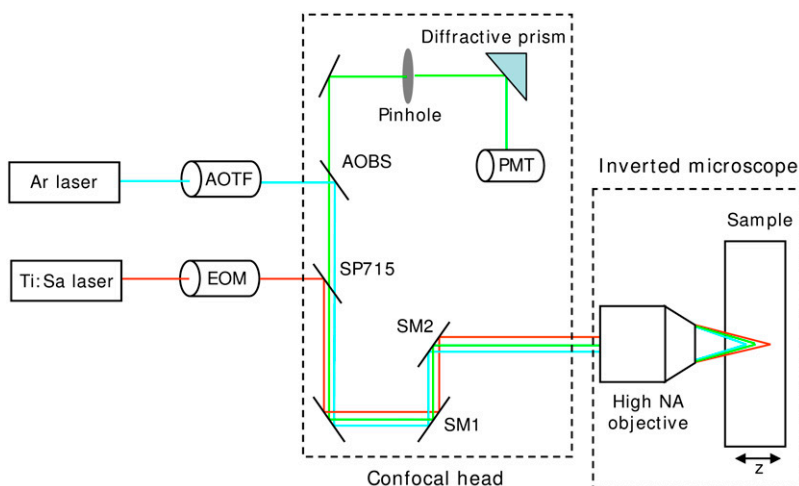 Diffractive prism
Pinhole
AOBS
PMT
Ar laser
AOTF
Inverted microscope
Sample
SP715
Ti:Sa laser
EOM
SM2
SM1
High NA
objective
z
Confocal head